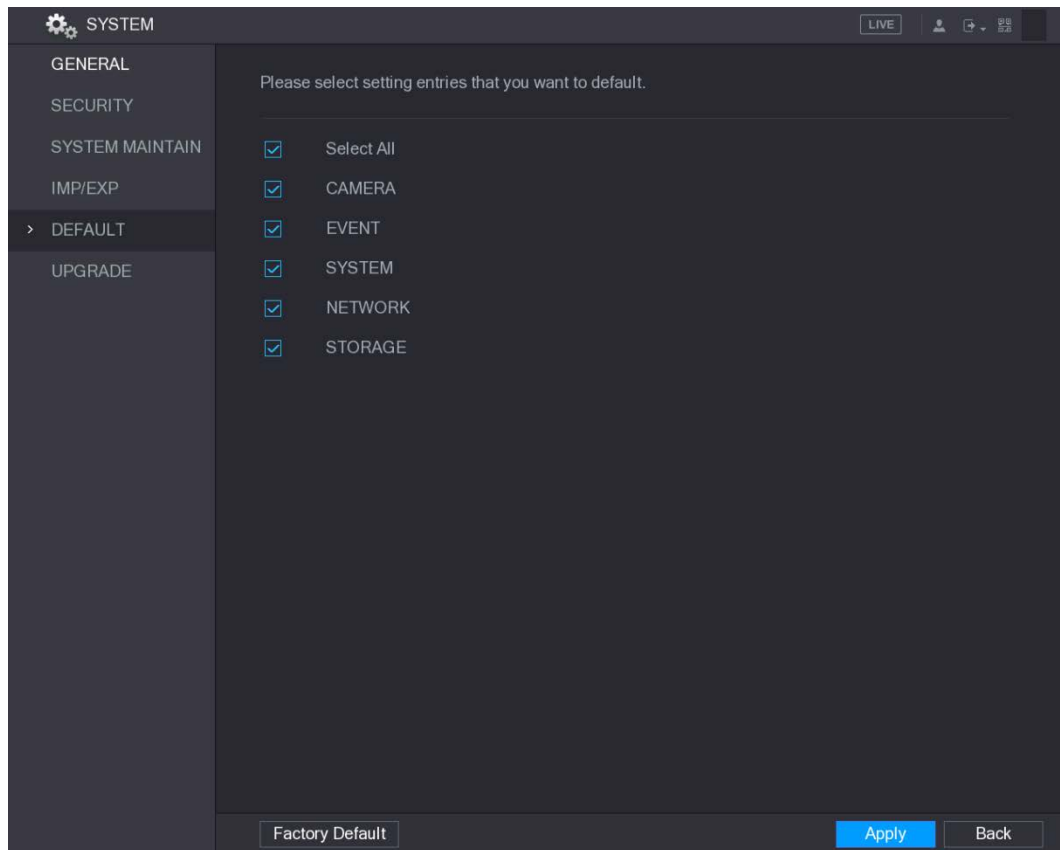 SYSTEM
LIVE
GENERAL
SECURITY
SYSTEM MAINTAIN
IMP/EXP
DEFAULT
UPGRADE
Please select setting entries that you want to default.
Select All
CAMERA
EVENT
SYSTEM
NETWORK
STORAGE
Factory Default
Apply
Back